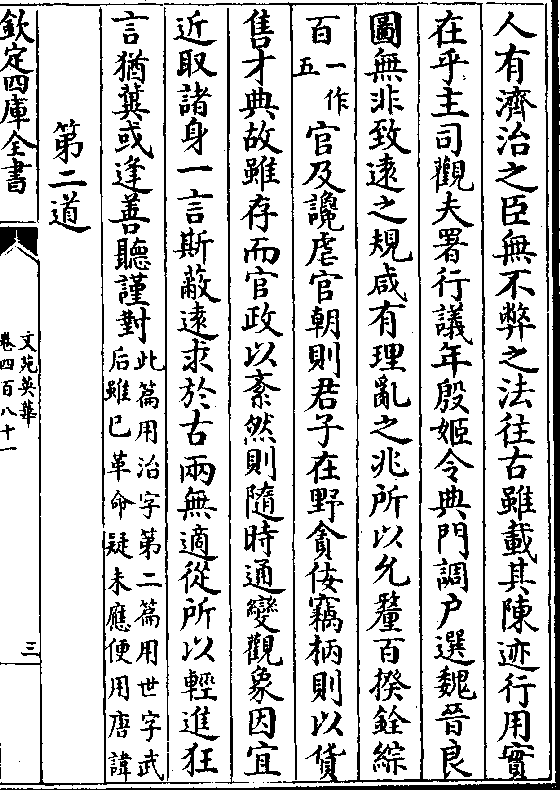 人有濟治之臣無不弊之法往古雖載其陳迹行用實
在乎主司觀夫署行議年殷姬令典門調户選魏晉良
圖無非致逺之規咸有理亂之兆所以允釐百揆銓綜
百一作五官及讒虐官朝則君子在野貪佞竊柄則以貨
售才典故雖存而官政以紊然則隨時通變觀象因宜
近取諸身一言斯蔽逺求於古兩無適從所以輕進狂
言猶冀或逢善聽謹對此篇用治字第二篇用世字武
后雖已革命疑未應便用唐諱
第二道
欽定四庫全書
文苑英華
卷四百八十一
三